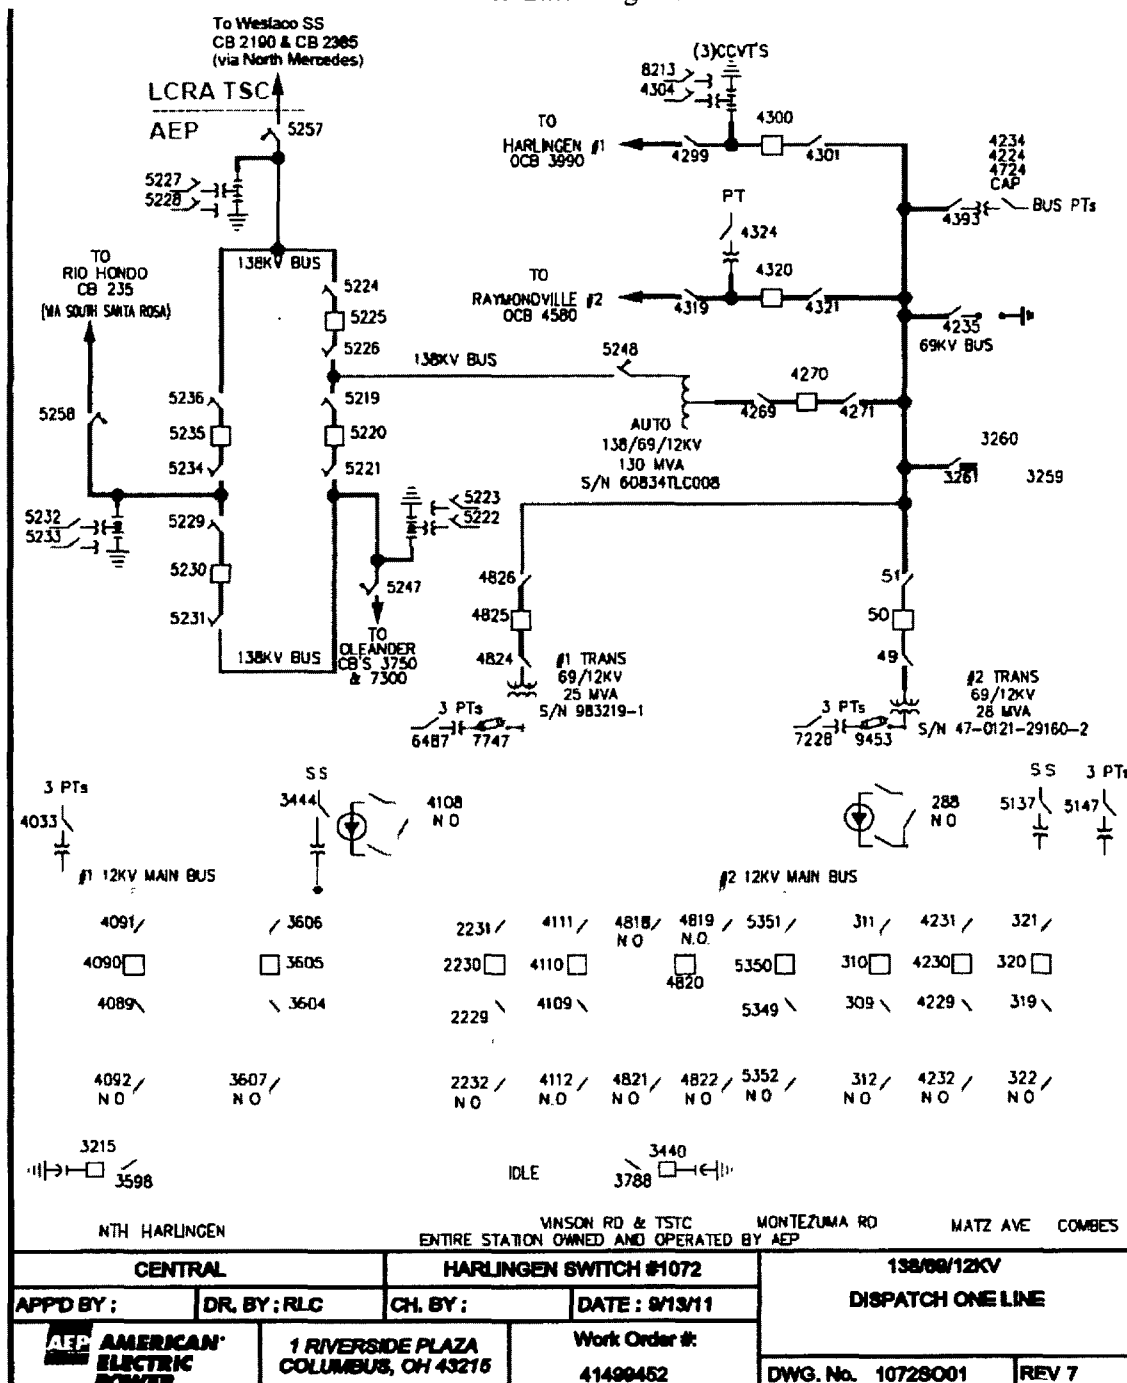 To Weslaco SS
CB 2190 & CB 2365
(via North Mercedes)
LCRA TSC
AEP
5257
5227
5228
138KV BUS
TO
RIO HONDO
CB 235
(VIA SOUTH SANTA ROSA)
5224
5225
5226
138KV BUS
5248
5258
5236
5235
5234
5219
5220
5221
5232
5233
5229
5230
5231
138KV BUS
5223
5222
5247
TO
OLEANDER
CB'S 3750
& 7300
(3)CCVT'S
8213
4304
TO
HARLINGEN #1
OCB 3990
4299
4300
4301
4234
4224
4724
CAP
4393
BUS PTs
PT
4324
TO
RAYMONDVILLE #2
OCB 4580
4319
4320
4321
4235
69KV BUS
4270
4269
4271
AUTO
138/69/12KV
130 MVA
S/N 60834TLC008
3260
3261
3259
4826
4825
4824
#1 TRANS
69/12KV
25 MVA
S/N 983219-1
3 PTs
6487
7747
51
50
49
#2 TRANS
69/12KV
28 MVA
S/N 47-0121-29160-2
3 PTs
7228
9453
3 PTs
4033
SS
3444
4108
N O
288
N O
SS
5137
3 PTs
5147
#1 12KV MAIN BUS
#2 12KV MAIN BUS
4091
3606
2231
4111
4818
N O
4819
N.O.
5351
311
4231
321
4090
3605
2230
4110
4820
5350
310
4230
320
4089
3604
2229
4109
5349
309
4229
319
4092
N O
3607
N O
2232
N O
4112
N.O
4821
N O
4822
N O
5352
N O
312
N O
4232
N O
322
N O
3215
3598
IDLE
3440
3788
NTH HARLINGEN
VINSON RD & TSTC
MONTEZUMA RD
MATZ AVE
COMBES
ENTIRE STATION OWNED AND OPERATED BY AEP
CENTRAL
HARLINGEN SWITCH #1072
138/69/12KV
DISPATCH ONE LINE
APP'D BY :
DR. BY : RLC
CH. BY :
DATE : 9/13/11
AEP AMERICAN
ELECTRIC
POWER
1 RIVERSIDE PLAZA
COLUMBUS, OH 43215
Work Order #:
41499452
DWG. No. 1072SO01
REV 7